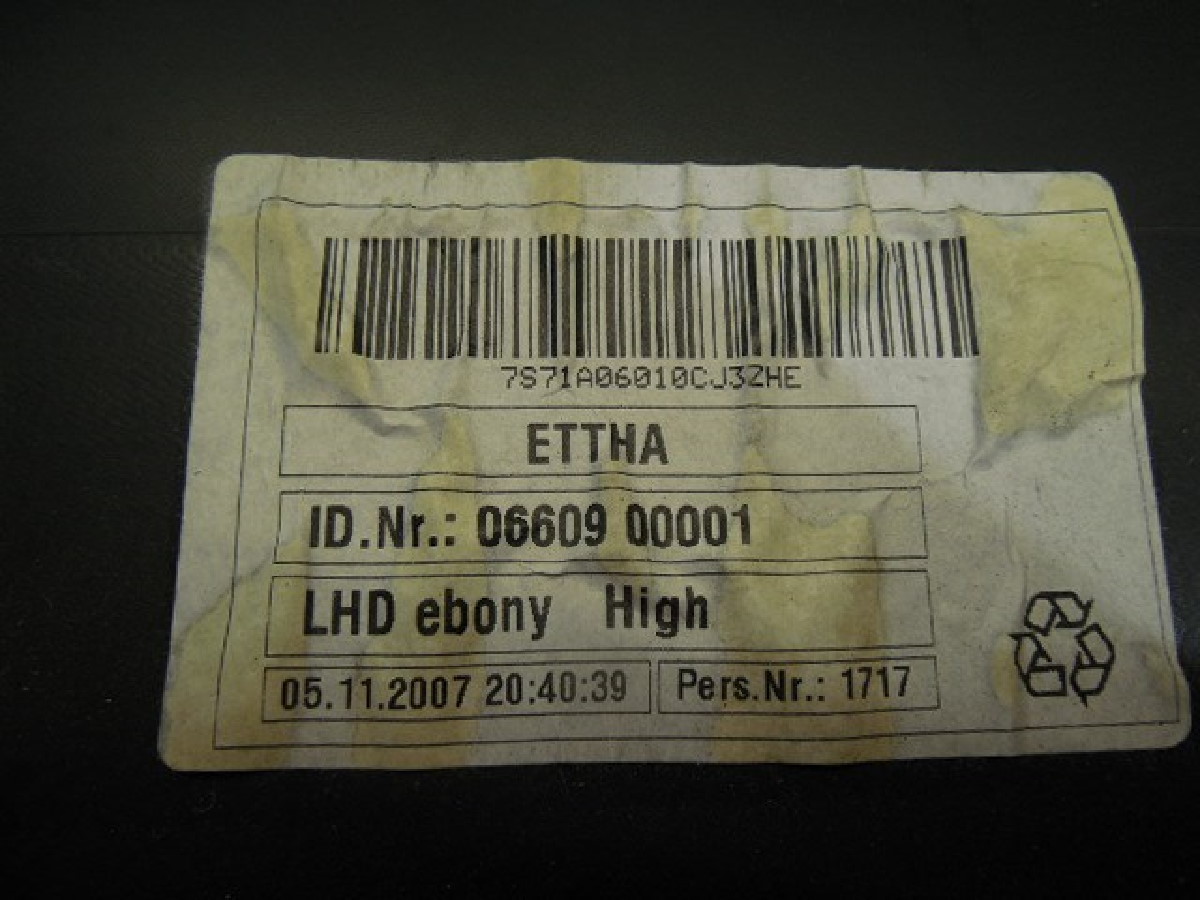 7S71A06010CJ3ZHE
ETTHA
ID.Nr.: 06609 00001
LHD ebony High
05.11.2007 20:40:39 Pers.Nr.: 1717